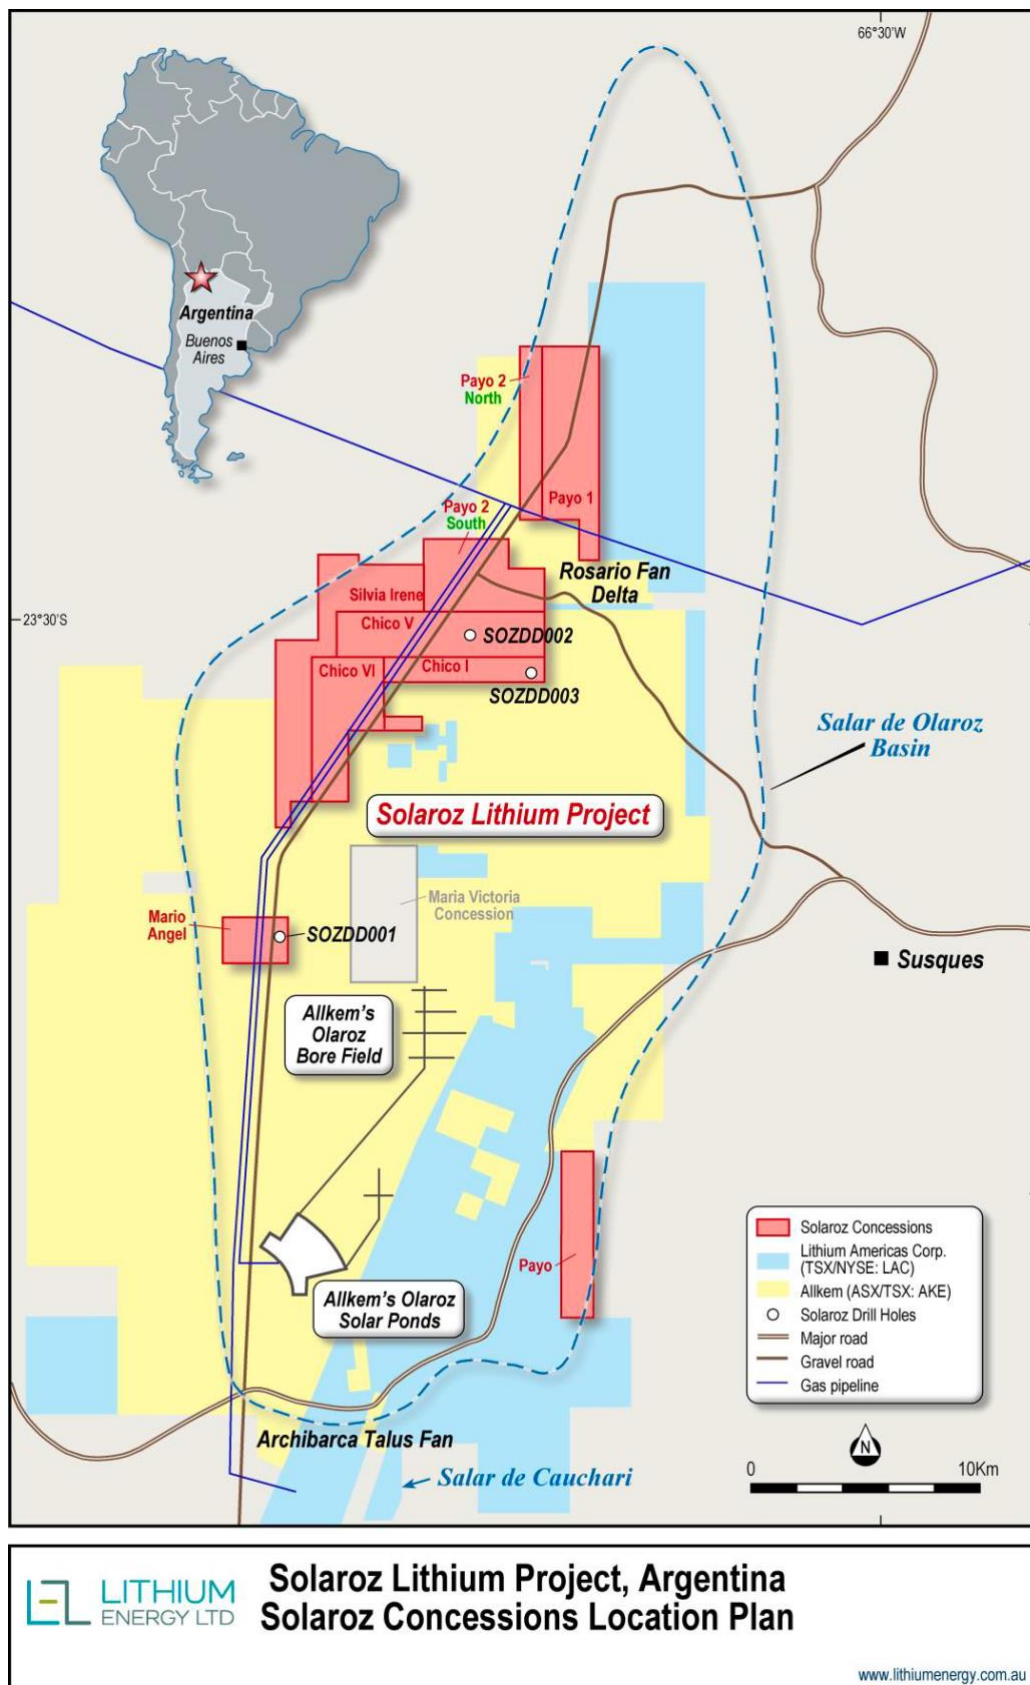 66°30'W
Argentina
Buenos
Aires
Payo 2
North
Payo 1
Payo 2
South
Rosario Fan
Delta
Silvia Irene
23°30'S
Chico V
SOZDD002
Chico VI
Chico I
SOZDD003
Salar de Olaroz
Basin
Solaroz Lithium Project
Maria Victoria
Concession
Mario
Angel
SOZDD001
Susques
Allkem's
Olaroz
Bore Field
Payo
Allkem's Olaroz
Solar Ponds
Solaroz Concessions
Lithium Americas Corp.
(TSX/NYSE: LAC)
Allkem (ASX/TSX: AKE)
Solaroz Drill Holes
Major road
Gravel road
Gas pipeline
Archibarca Talus Fan
Salar de Cauchari
N
0 10Km
LITHIUM
ENERGY LTD
Solaroz Lithium Project, Argentina
Solaroz Concessions Location Plan
www.lithiumenergy.com.au